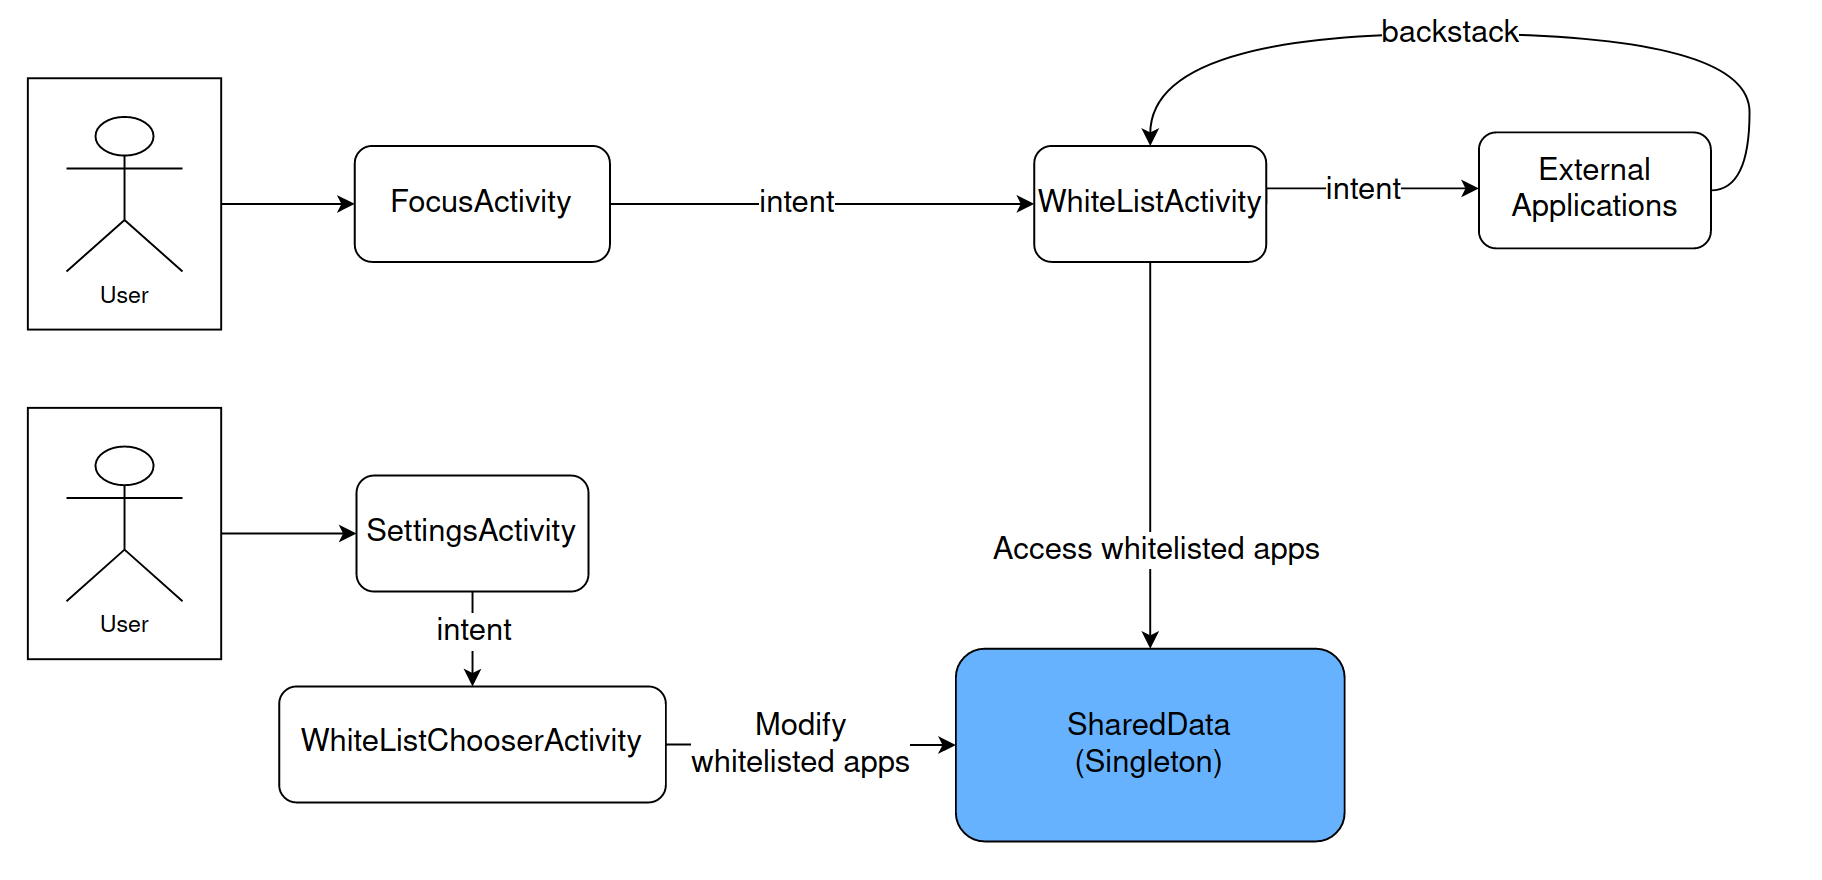 backstack
User
FocusActivity
intent
WhiteListActivity
intent
External
Applications
User
SettingsActivity
intent
Access whitelisted apps
WhiteListChooserActivity
Modify
whitelisted apps
SharedData
(Singleton)